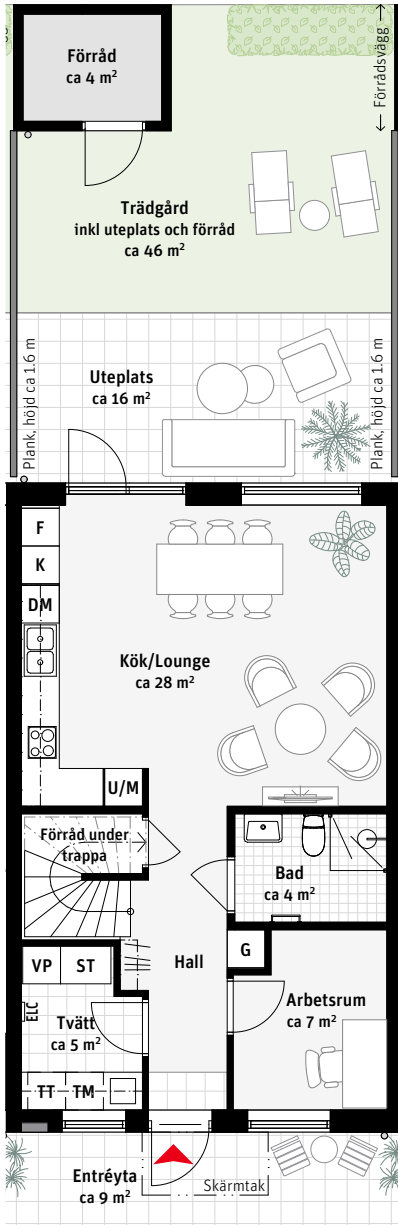 Förråd
ca 4 m²
Förrådsvägg
Trädgård
inkl uteplats och förråd
ca 46 m²
Plank, höjd ca 1.6 m
Plank, höjd ca 1.6 m
Uteplats
ca 16 m²
F
K
DM
Kök/Lounge
ca 28 m²
U/M
Förråd under
trappa
Bad
ca 4 m²
VP
ST
Hall
G
ELC
Tvätt
ca 5 m²
Arbetsrum
ca 7 m²
TT
TM
Entréyta
ca 9 m²
Skärmtak